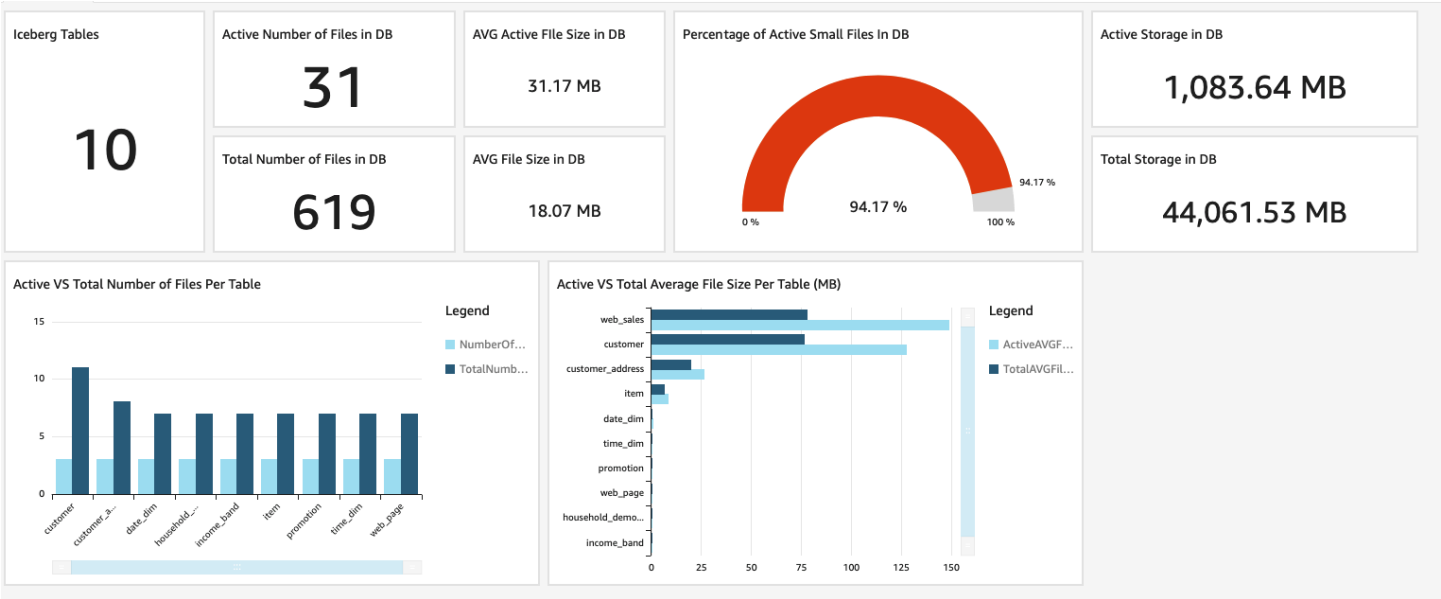 Iceberg Tables
10
Active Number of Files in DB
31
Total Number of Files in DB
619
AVG Active FIle Size in DB
31.17 MB
AVG File Size in DB
18.07 MB
Percentage of Active Small Files In DB
94.17 %
94.17 %
0 %
100 %
Active Storage in DB
1,083.64 MB
Total Storage in DB
44,061.53 MB
Active VS Total Number of Files Per Table
15
10
5
0
customer
customer_a...
date_dim
household_...
income_band
item
promotion
time_dim
web_page
Legend
NumberOf...
TotalNumb...
Active VS Total Average File Size Per Table (MB)
web_sales
customer
customer_address
item
date_dim
time_dim
promotion
web_page
household_demo...
income_band
0
25
50
75
100
125
150
Legend
ActiveAVGF...
TotalAVGFil...